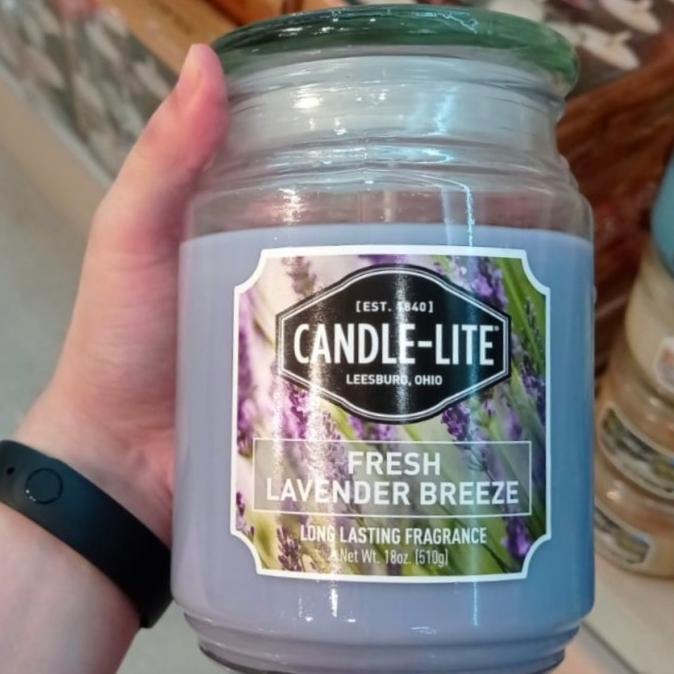 [EST. 1840]
CANDLE-LITE®
LEESBURG, OHIO
FRESH
LAVENDER BREEZE
LONG LASTING FRAGRANCE
Net Wt. 18oz. (510g)